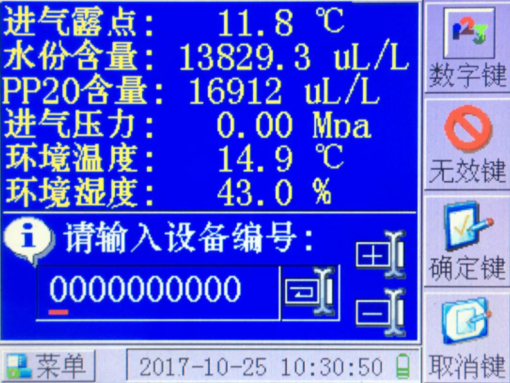 进气露点: 11.8 ℃
水份含量: 13829.3 uL/L
PP20含量: 16912 uL/L
进气压力: 0.00 Mpa
环境温度: 14.9 ℃
环境湿度: 43.0 %
请输入设备编号:
0000000000
123
数字键
无效键
确定键
取消键
菜单
2017-10-25 10:30:50